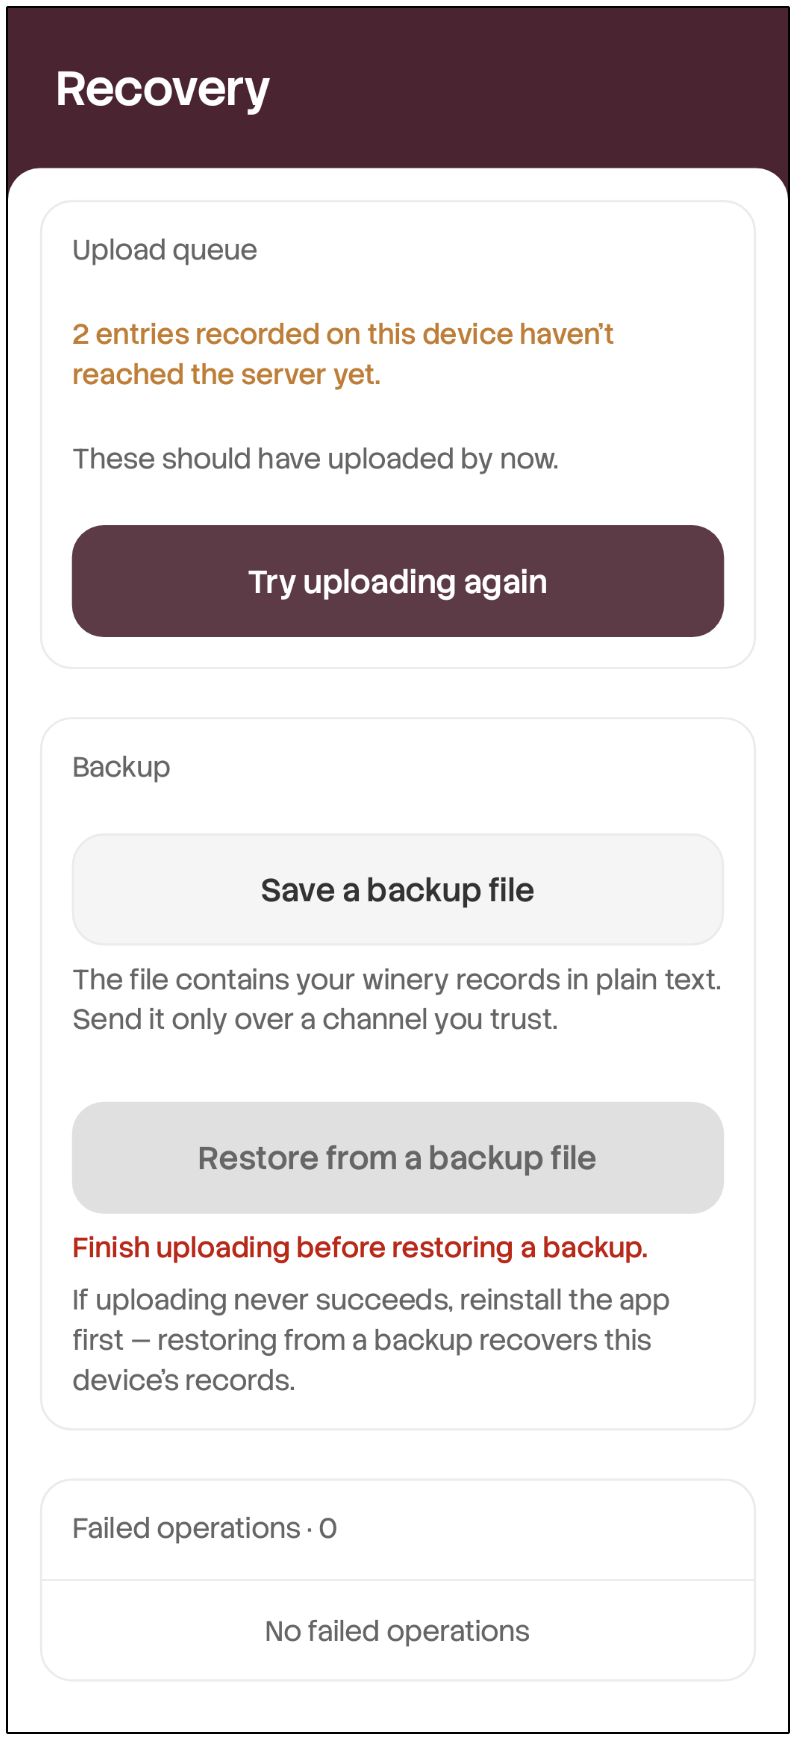 Recovery
Upload queue
2 entries recorded on this device haven’t
reached the server yet.
These should have uploaded by now.
Try uploading again
Backup
Save a backup file
The file contains your winery records in plain text.
Send it only over a channel you trust.
Restore from a backup file
Finish uploading before restoring a backup.
If uploading never succeeds, reinstall the app
first — restoring from a backup recovers this
device’s records.
Failed operations · 0
No failed operations